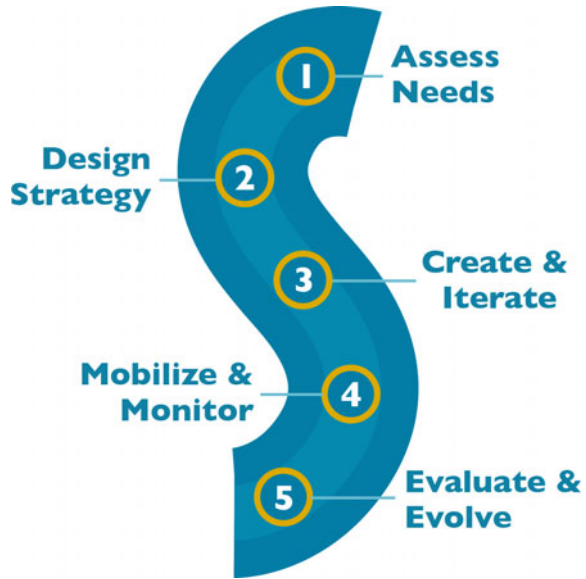 1
Assess
Needs
Design
Strategy
2
3
Create &
Iterate
Mobilize &
Monitor
4
5
Evaluate &
Evolve